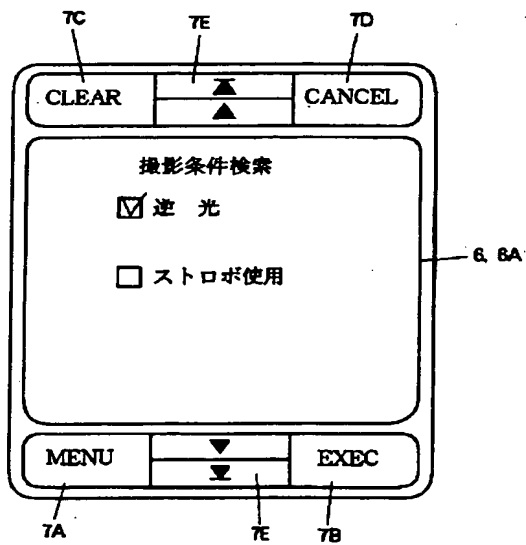 7C 7E 7D
CLEAR CANCEL
撮影条件検索
逆 光
6, 6A
ストロボ使用
MENU EXEC
7A 7E 7B